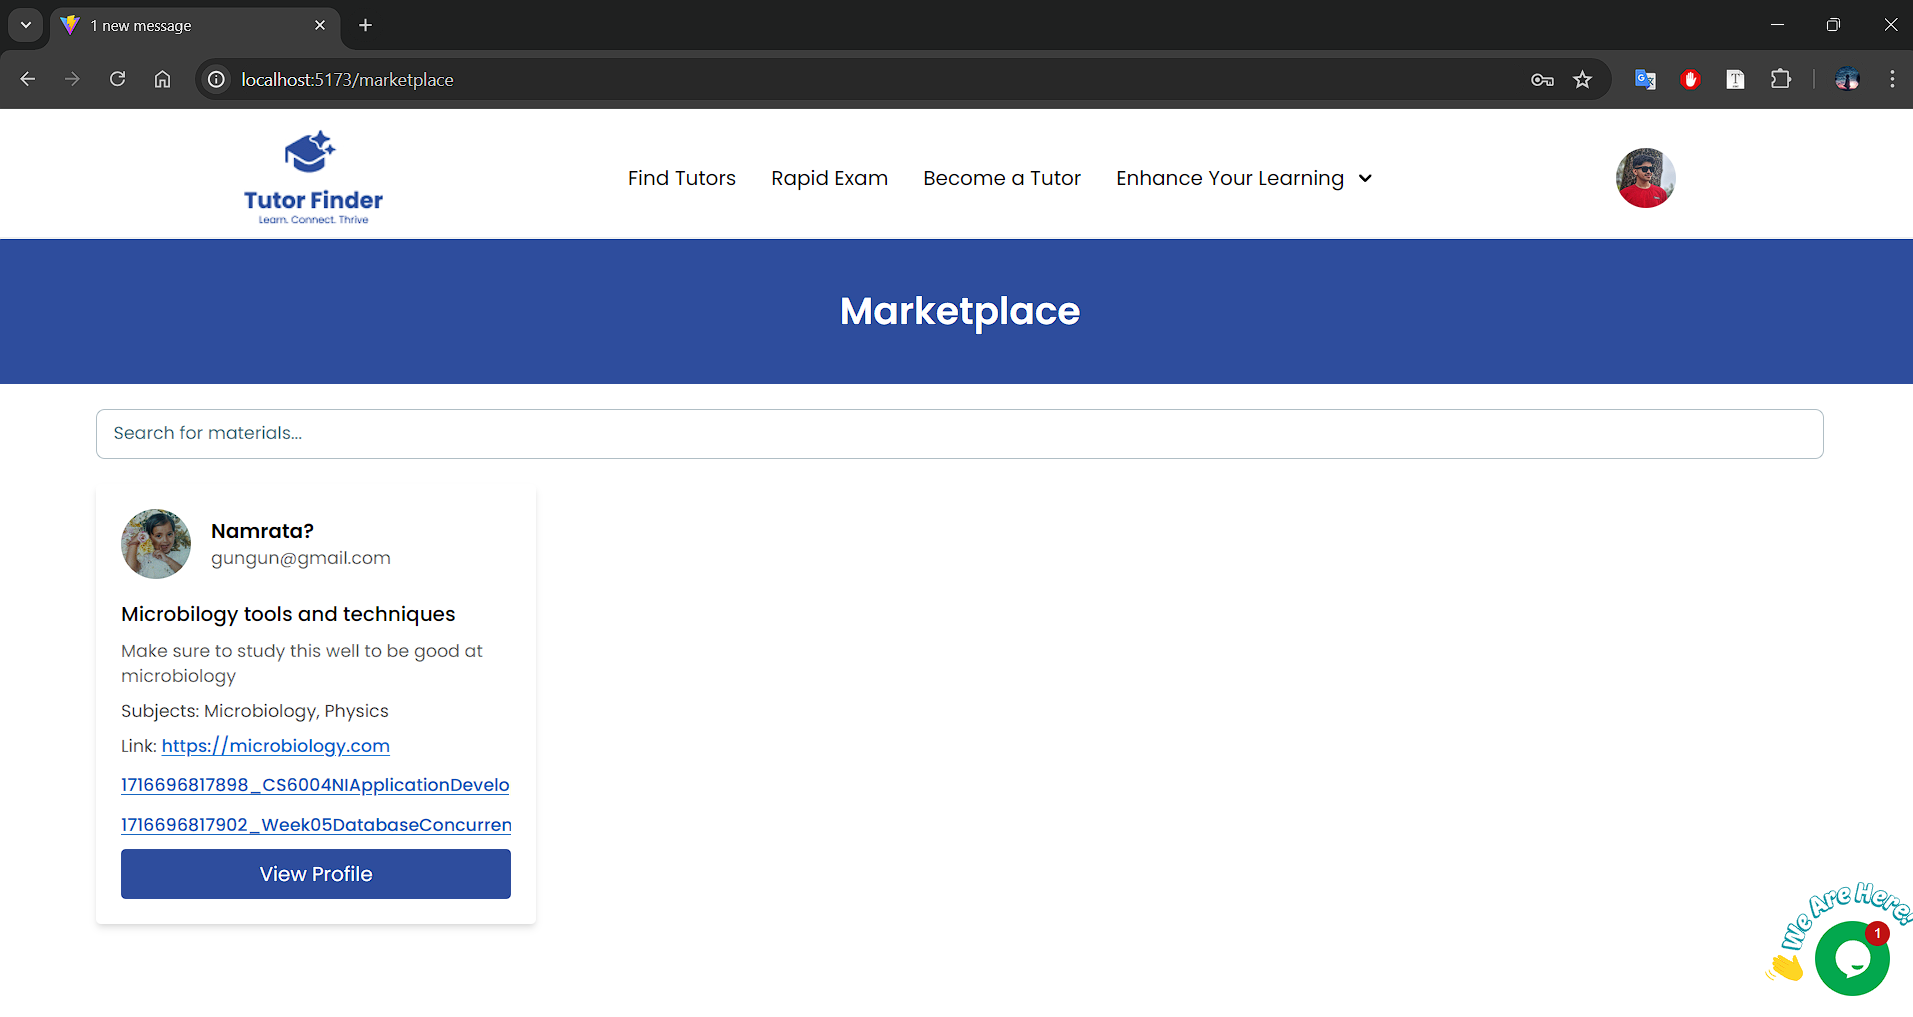 1 new message
localhost:5173/marketplace
Tutor Finder
Learn. Connect. Thrive
Find Tutors
Rapid Exam
Become a Tutor
Enhance Your Learning
Marketplace
Search for materials...
Namrata?
gungun@gmail.com
Microbilogy tools and techniques
Make sure to study this well to be good at
microbiology
Subjects: Microbiology, Physics
Link: https://microbiology.com
1716696817898_CS6004NIApplicationDevelo
1716696817902_Week05DatabaseConcurren
View Profile
We Are Here!
1